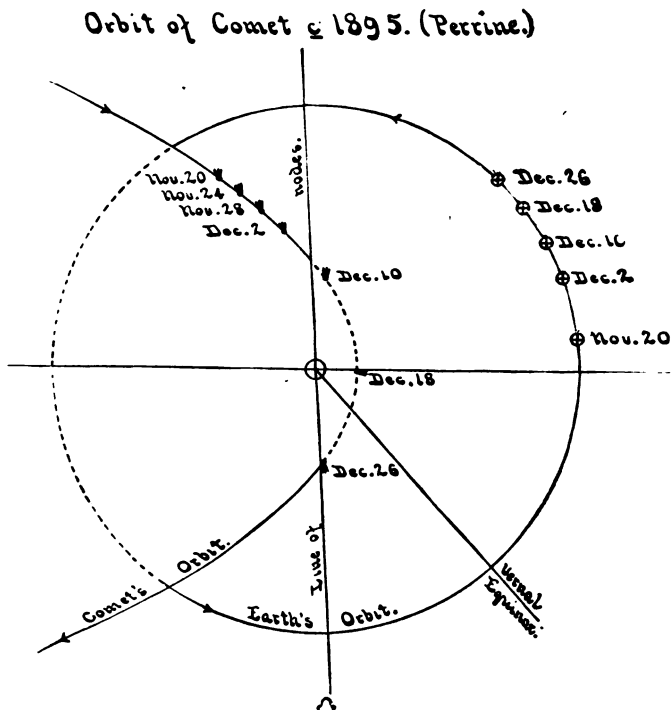 Orbit of Comet c 1895. (Perrine.)
nodes.
Nov. 20
Nov. 24
Nov. 28
Dec. 2
Dec. 10
Dec. 18
Dec. 26
Dec. 26
Dec. 18
Dec. 10
Dec. 2
Nov. 20
Line of
Comet's Orbit.
Earth's Orbit.
Vernal
Equinox.
☊